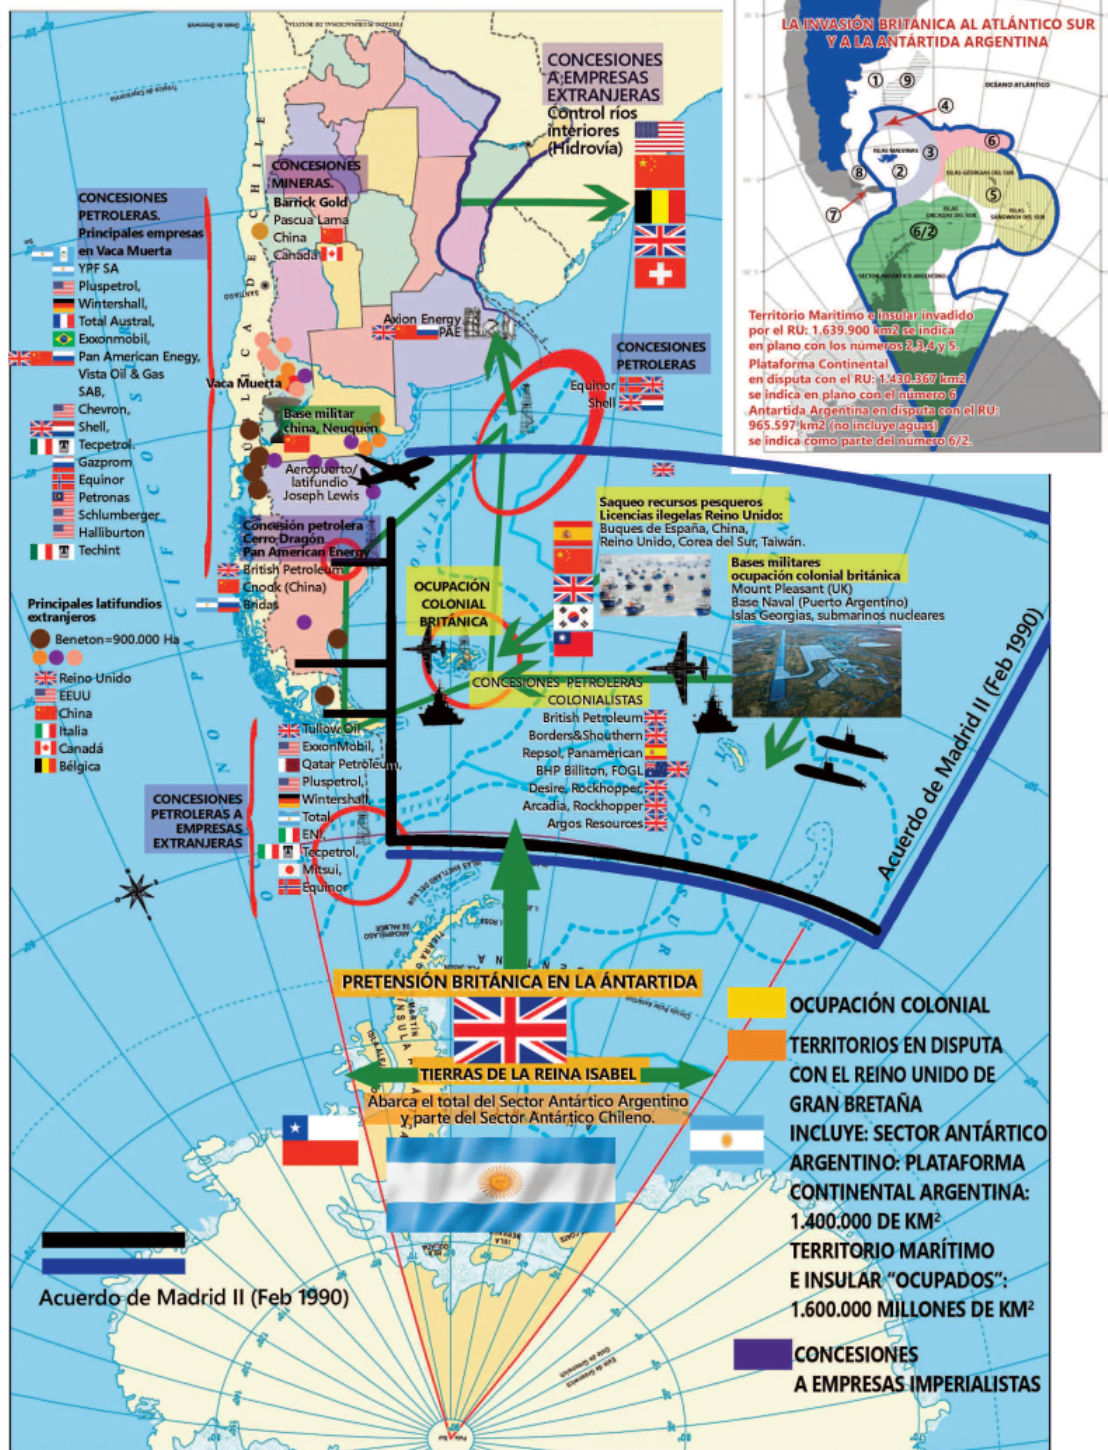 CONCESIONES
A EMPRESAS
EXTRANJERAS
Control ríos
interiores
(Hidrovía)
LA INVASIÓN BRITÁNICA AL ATLÁNTICO SUR
Y A LA ANTÁRTIDA ARGENTINA
OCÉANO ATLÁNTICO
1
9
4
3
6
ISLAS MALVINAS
ISLAS GEORGIAS DEL SUR
8
2
5
7
ISLAS
ORCADAS DEL SUR
ISLAS
SANDWICH DEL SUR
6/2
SECTOR ANTÁRTICO ARGENTINO
Territorio Marítimo e insular invadido
por el RU: 1.639.900 km2 se indica
en plano con los números 2,3,4 y 5.
Plataforma Continental
en disputa con el RU: 1.430.367 km2
se indica en plano con el número 6
Antartida Argentina en disputa con el RU:
965.597 km2 (no incluye aguas)
se indica como parte del número 6/2.
CONCESIONES
MINERAS.
Barrick Gold
Pascua Lama
China
Canadá
CONCESIONES
PETROLERAS.
Principales empresas
en Vaca Muerta
YPF SA
Pluspetrol,
Wintershall,
Total Austral,
Exxonmobil,
Pan American Enegy,
Vista Oil & Gas
SAB,
Chevron,
Shell,
Tecpetrol.
Gazprom
Equinor
Petronas
Schlumberger
Halliburton
Techint
SANTIAGO
CHILE
Axion Energy
PAE
CONCESIONES
PETROLERAS
Equinor
Shell
Vaca Muerta
Base militar
china, Neuquén
Aeropuerto/
latifundio
Joseph Lewis
Concesión petrolera
Cerro Dragón
Pan American Energy
British Petroleum
Cnook (China)
Bridas
Saqueo recursos pesqueros
Licencias ilegelas Reino Unido:
Buques de España, China,
Reino Unido, Corea del Sur, Taiwán.
Bases militares
ocupación colonial británica
Mount Pleasant (UK)
Base Naval (Puerto Argentino)
Islas Georgias, submarinos nucleares
OCUPACIÓN
COLONIAL
BRITÁNICA
Principales latifundios
extranjeros
Beneton=900.000 Ha
Reino Unido
EEUU
China
Italia
Canadá
Bélgica
CONCESIONES PETROLERAS
COLONIALISTAS
British Petroleum
Borders&Shouthern
Repsol, Panamerican
BHP Billiton, FOGL
Desire, Rockhopper,
Arcadia, Rockhopper
Argos Resources
Tullow Oil
ExxonMobil,
Qatar Petroleum,
Pluspetrol,
Wintershall,
Total,
ENI,
Tecpetrol,
Mitsui,
Equinor
CONCESIONES
PETROLERAS A
EMPRESAS
EXTRANJERAS
Acuerdo de Madrid II (Feb 1990)
PRETENSIÓN BRITÁNICA EN LA ÁNTARTIDA
TIERRAS DE LA REINA ISABEL
Abarca el total del Sector Antártico Argentino
y parte del Sector Antártico Chileno.
OCUPACIÓN COLONIAL
TERRITORIOS EN DISPUTA
CON EL REINO UNIDO DE
GRAN BRETAÑA
INCLUYE: SECTOR ANTÁRTICO
ARGENTINO: PLATAFORMA
CONTINENTAL ARGENTINA:
1.400.000 DE KM²
TERRITORIO MARÍTIMO
E INSULAR “OCUPADOS”:
1.600.000 MILLONES DE KM²
CONCESIONES
A EMPRESAS IMPERIALISTAS
Acuerdo de Madrid II (Feb 1990)
Polo Sur